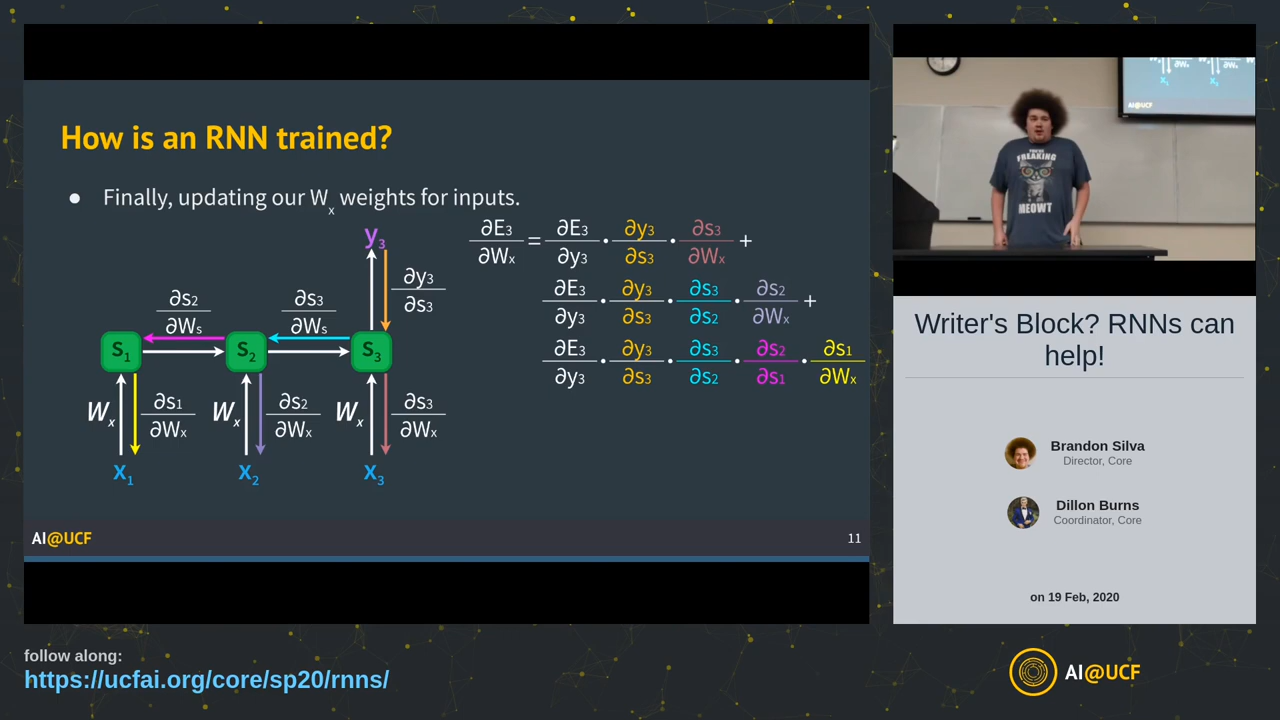 How is an RNN trained?
● Finally, updating our Wx weights for inputs.
y3
∂E3/∂Wx = ∂E3/∂y3 · ∂y3/∂s3 · ∂s3/∂Wx +
∂E3/∂y3 · ∂y3/∂s3 · ∂s3/∂s2 · ∂s2/∂Wx +
∂E3/∂y3 · ∂y3/∂s3 · ∂s3/∂s2 · ∂s2/∂s1 · ∂s1/∂Wx
∂y3/∂s3
∂s2/∂Ws ∂s3/∂Ws
S1 S2 S3
Wx ∂s1/∂Wx Wx ∂s2/∂Wx Wx ∂s3/∂Wx
x1 x2 x3
AI@UCF
11
YOU'RE
FREAKING
MEOWT
AI@UCF
Writer's Block? RNNs can
help!
Brandon Silva
Director, Core
Dillon Burns
Coordinator, Core
on 19 Feb, 2020
follow along:
https://ucfai.org/core/sp20/rnns/
AI@UCF